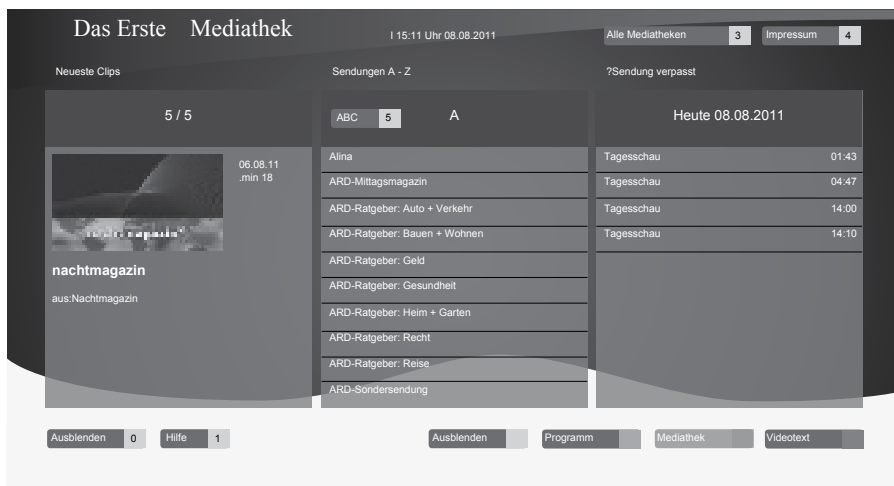 Das Erste Mediathek
I 15:11 Uhr 08.08.2011
Alle Mediatheken 3
Impressum 4
Neueste Clips
Sendungen A - Z
?Sendung verpasst
5 / 5
ABC 5
A
Heute 08.08.2011
06.08.11
.min 18
nachtmagazin
aus:Nachtmagazin
Alina
ARD-Mittagsmagazin
ARD-Ratgeber: Auto + Verkehr
ARD-Ratgeber: Bauen + Wohnen
ARD-Ratgeber: Geld
ARD-Ratgeber: Gesundheit
ARD-Ratgeber: Heim + Garten
ARD-Ratgeber: Recht
ARD-Ratgeber: Reise
ARD-Sondersendung
Tagesschau 01:43
Tagesschau 04:47
Tagesschau 14:00
Tagesschau 14:10
Ausblenden 0
Hilfe 1
Ausblenden
Programm
Mediathek
Videotext